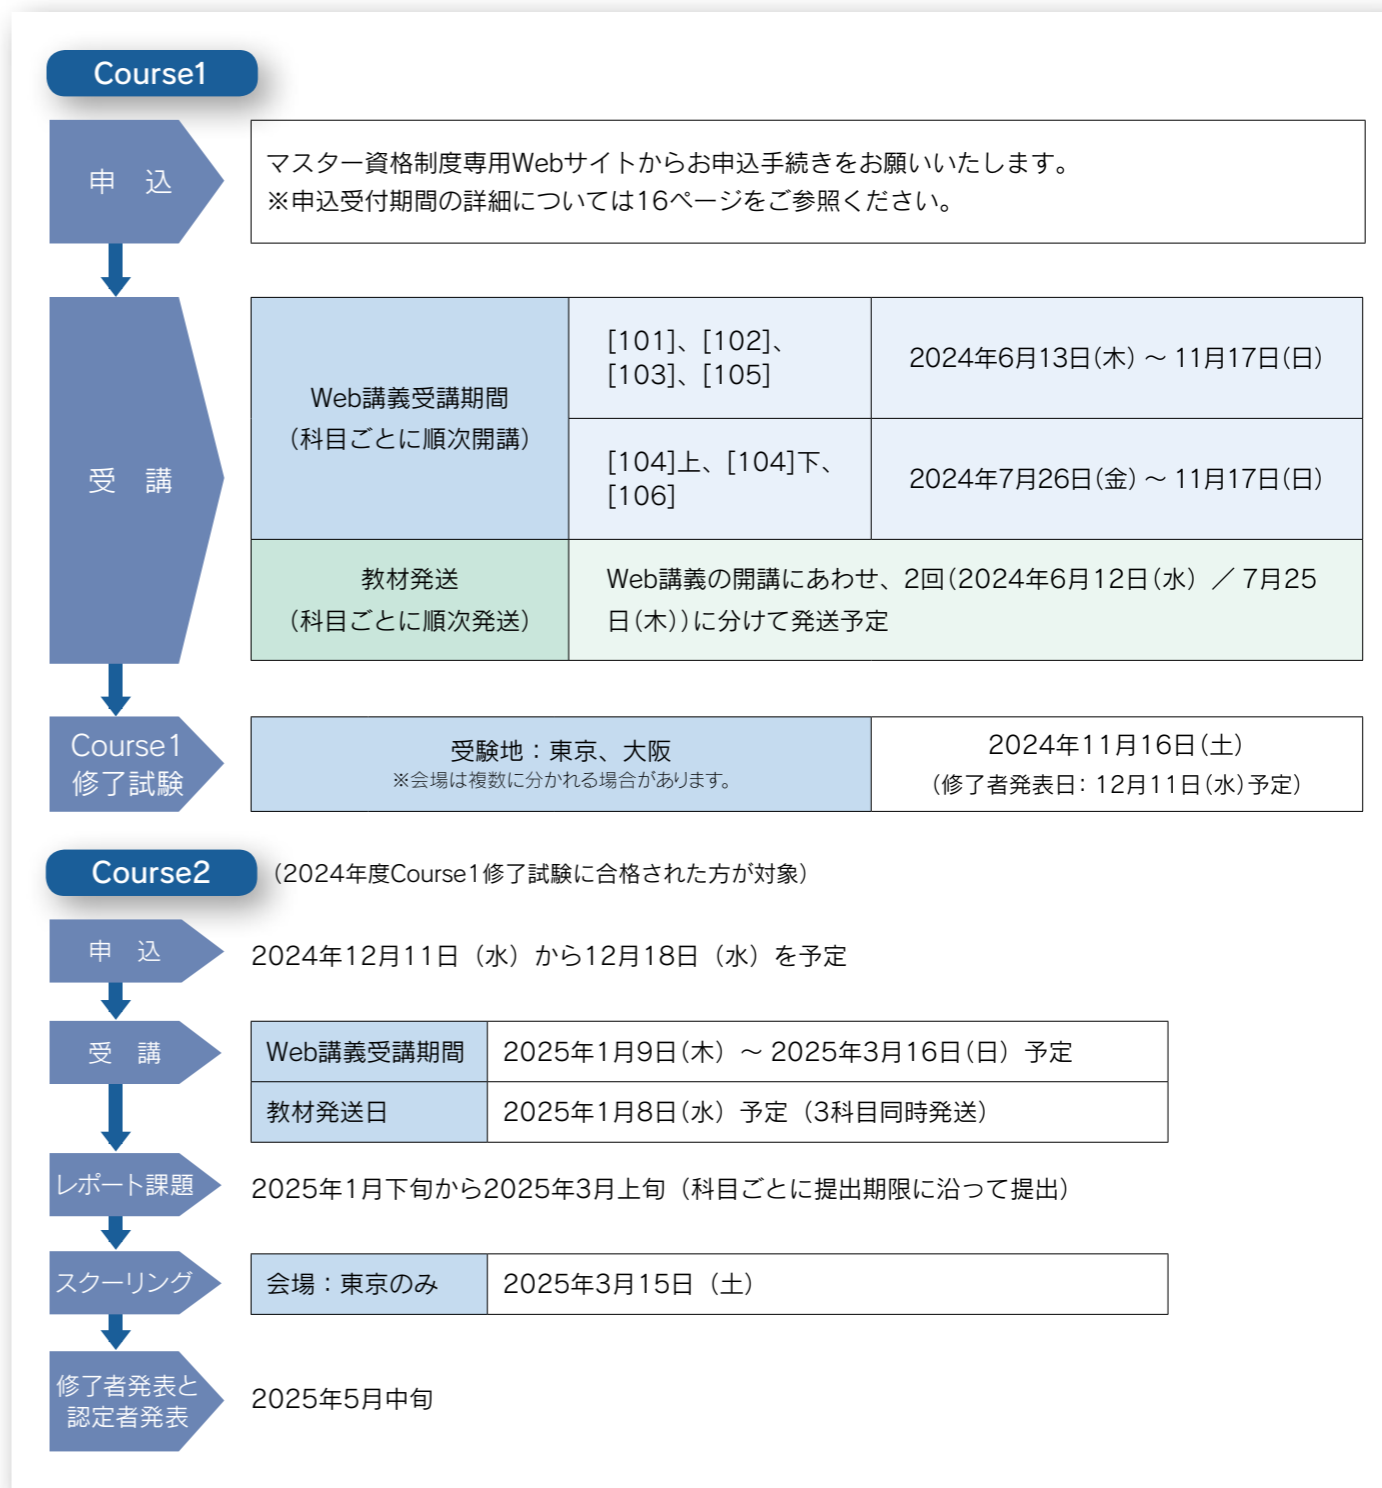 Course1
申　込
マスター資格制度専用Webサイトからお申込手続きをお願いいたします。
※申込受付期間の詳細については16ページをご参照ください。
受　講
Web講義受講期間
（科目ごとに順次開講）
[101]、[102]、
[103]、[105]
2024年6月13日（木）～ 11月17日（日）
[104]上、[104]下、
[106]
2024年7月26日（金）～ 11月17日（日）
教材発送
（科目ごとに順次発送）
Web講義の開講にあわせ、2回（2024年6月12日（水）／ 7月25
日（木））に分けて発送予定
Course1
修了試験
受験地：東京、大阪
※会場は複数に分かれる場合があります。
2024年11月16日（土）
（修了者発表日：12月11日（水）予定）
Course2
（2024年度Course1修了試験に合格された方が対象）
申　込
2024年12月11日（水）から12月18日（水）を予定
受　講
Web講義受講期間
2025年1月9日（木）～ 2025年3月16日（日）予定
教材発送日
2025年1月8日（水）予定（3科目同時発送）
レポート課題
2025年1月下旬から2025年3月上旬（科目ごとに提出期限に沿って提出）
スクーリング
会場：東京のみ
2025年3月15日（土）
修了者発表と
認定者発表
2025年5月中旬